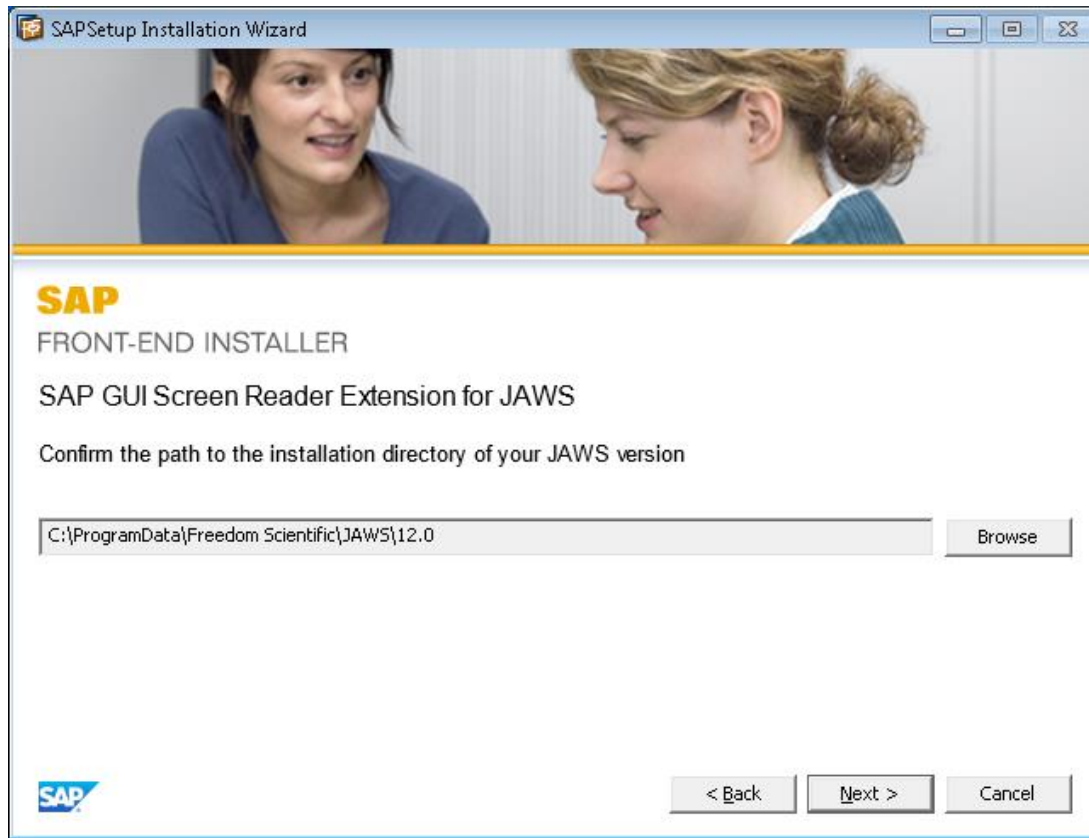 SAPSetup Installation Wizard
SAP
FRONT-END INSTALLER
SAP GUI Screen Reader Extension for JAWS
Confirm the path to the installation directory of your JAWS version
C:\ProgramData\Freedom Scientific\JAWS\12.0
Browse
SAP
< Back
Next >
Cancel